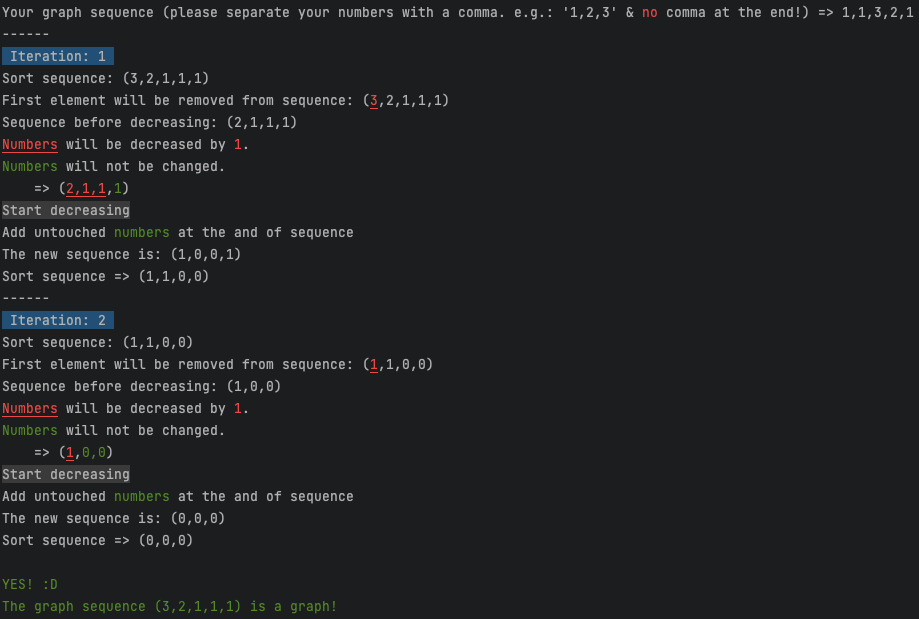 Your graph sequence (please separate your numbers with a comma. e.g.: '1,2,3' & no comma at the end!) => 1,1,3,2,1
------
Iteration: 1
Sort sequence: (3,2,1,1,1)
First element will be removed from sequence: (3,2,1,1,1)
Sequence before decreasing: (2,1,1,1)
Numbers will be decreased by 1.
Numbers will not be changed.
=> (2,1,1,1)
Start decreasing
Add untouched numbers at the and of sequence
The new sequence is: (1,0,0,1)
Sort sequence => (1,1,0,0)
------
Iteration: 2
Sort sequence: (1,1,0,0)
First element will be removed from sequence: (1,1,0,0)
Sequence before decreasing: (1,0,0)
Numbers will be decreased by 1.
Numbers will not be changed.
=> (1,0,0)
Start decreasing
Add untouched numbers at the and of sequence
The new sequence is: (0,0,0)
Sort sequence => (0,0,0)
YES! :D
The graph sequence (3,2,1,1,1) is a graph!